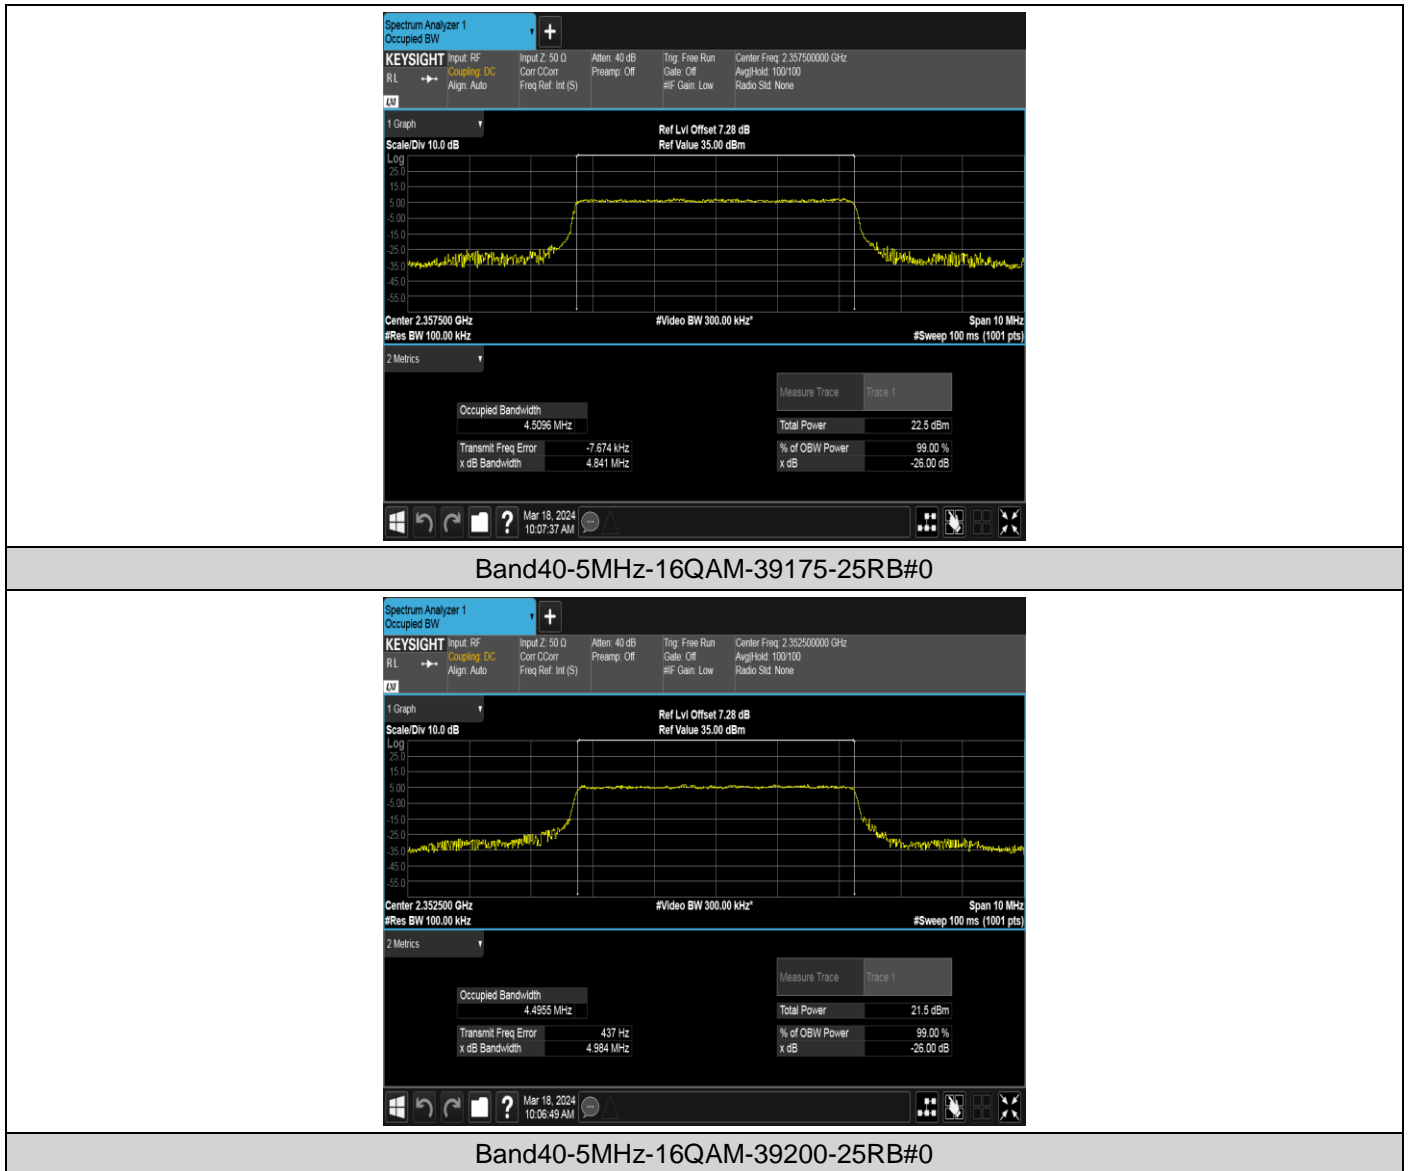 Spectrum Analyzer 1
Occupied BW
+
KEYSIGHT
RL
LXI
Input: RF
Coupling: DC
Align: Auto
Input Z: 50 Ω
Corr CCorr
Freq Ref: Int (S)
Atten: 40 dB
Preamp: Off
Trig: Free Run
Gate: Off
#IF Gain: Low
Center Freq: 2.357500000 GHz
Avg|Hold: 100/100
Radio Std: None
1 Graph
Scale/Div 10.0 dB
Ref Lvl Offset 7.28 dB
Ref Value 35.00 dBm
Log
25.0
15.0
5.00
-5.00
-15.0
-25.0
-35.0
-45.0
-55.0
Center 2.357500 GHz
#Res BW 100.00 kHz
#Video BW 300.00 kHz*
Span 10 MHz
#Sweep 100 ms (1001 pts)
2 Metrics
Measure Trace Trace 1
Occupied Bandwidth
4.5096 MHz
Total Power 22.5 dBm
Transmit Freq Error -7.674 kHz
% of OBW Power 99.00 %
x dB Bandwidth 4.841 MHz
x dB -26.00 dB
?
Mar 18, 2024
10:07:37 AM
Band40-5MHz-16QAM-39175-25RB#0
Spectrum Analyzer 1
Occupied BW
+
KEYSIGHT
RL
LXI
Input: RF
Coupling: DC
Align: Auto
Input Z: 50 Ω
Corr CCorr
Freq Ref: Int (S)
Atten: 40 dB
Preamp: Off
Trig: Free Run
Gate: Off
#IF Gain: Low
Center Freq: 2.352500000 GHz
Avg|Hold: 100/100
Radio Std: None
1 Graph
Scale/Div 10.0 dB
Ref Lvl Offset 7.28 dB
Ref Value 35.00 dBm
Log
25.0
15.0
5.00
-5.00
-15.0
-25.0
-35.0
-45.0
-55.0
Center 2.352500 GHz
#Res BW 100.00 kHz
#Video BW 300.00 kHz*
Span 10 MHz
#Sweep 100 ms (1001 pts)
2 Metrics
Measure Trace Trace 1
Occupied Bandwidth
4.4955 MHz
Total Power 21.5 dBm
Transmit Freq Error 437 Hz
% of OBW Power 99.00 %
x dB Bandwidth 4.984 MHz
x dB -26.00 dB
?
Mar 18, 2024
10:06:49 AM
Band40-5MHz-16QAM-39200-25RB#0